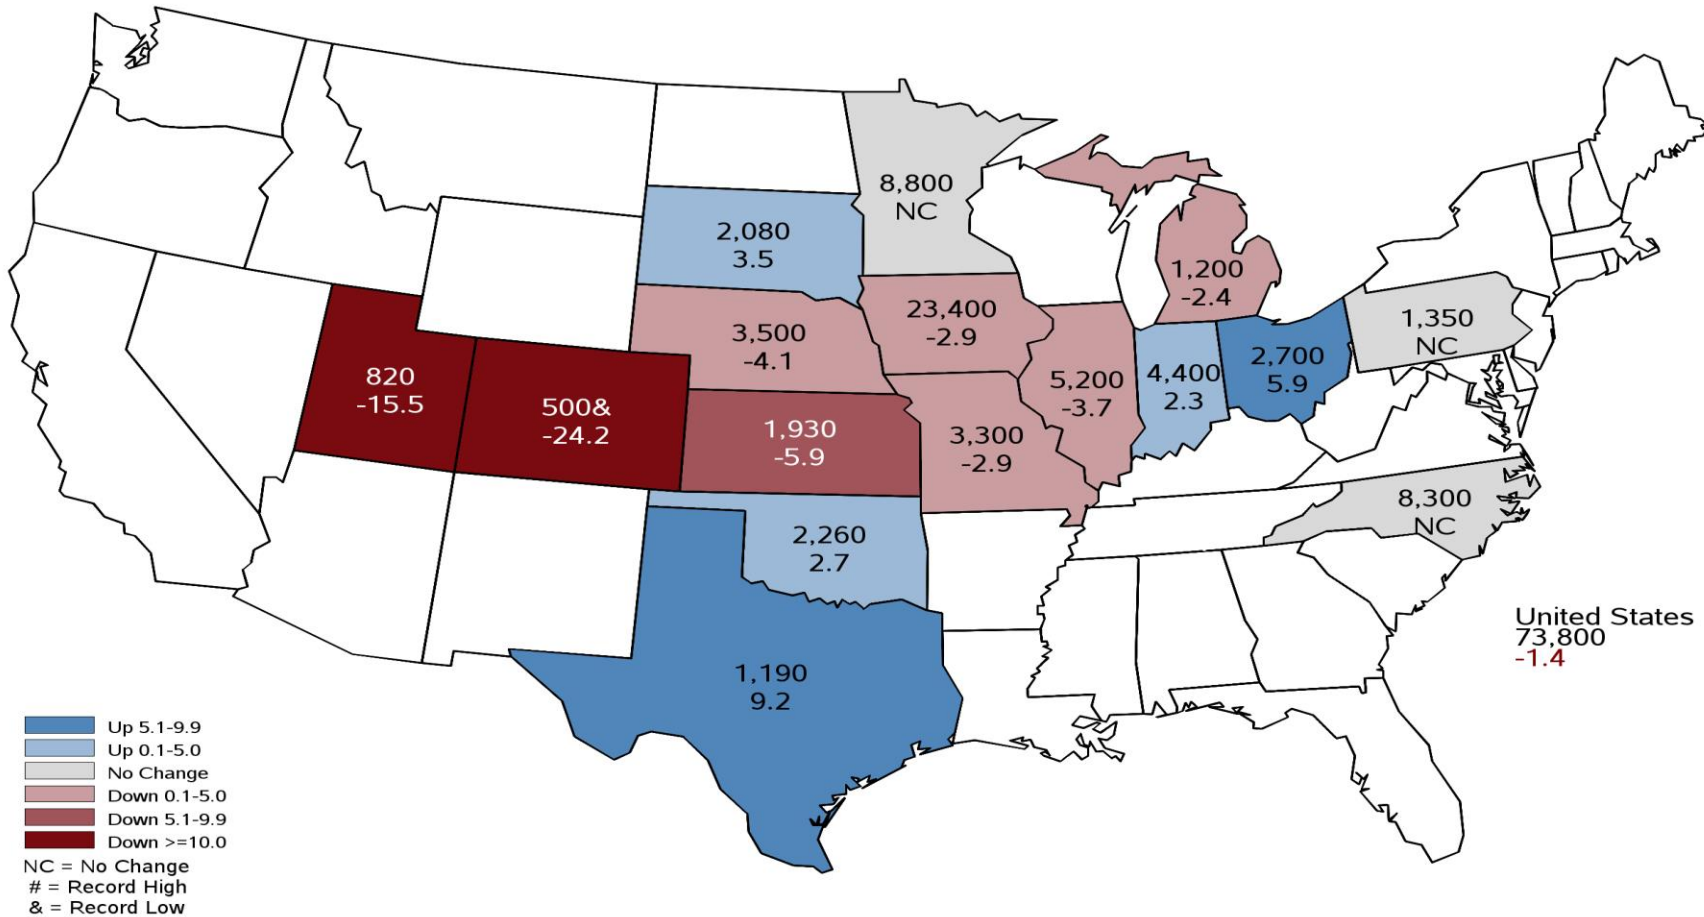 8,800
NC
2,080
3.5
1,200
-2.4
23,400
-2.9
3,500
-4.1
1,350
NC
2,700
5.9
4,400
2.3
5,200
-3.7
820
-15.5
500&
-24.2
1,930
-5.9
3,300
-2.9
8,300
NC
2,260
2.7
1,190
9.2
United States
73,800
-1.4
Up 5.1-9.9
Up 0.1-5.0
No Change
Down 0.1-5.0
Down 5.1-9.9
Down >=10.0
NC = No Change
# = Record High
& = Record Low